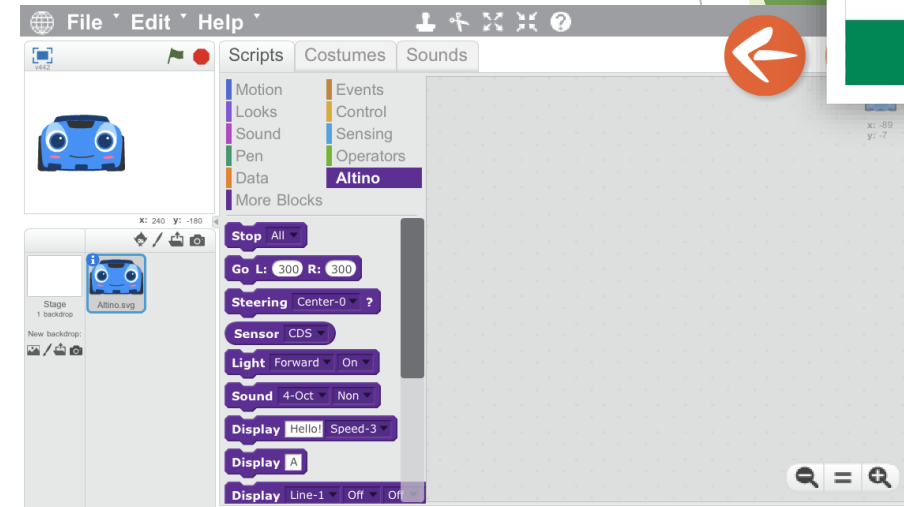 File Edit Help
v442
Scripts Costumes Sounds
Motion Events
Looks Control
Sound Sensing
Pen Operators
Data Altino
More Blocks
x: -89
y: -7
x: 240 y: -180
Stop All
Go L: 300 R: 300
Steering Center-0 ?
Sensor CDS
Light Forward On
Sound 4-Oct Non
Display Hello! Speed-3
Display A
Display Line-1 Off Off
Stage
1 backdrop
Altino.svg
New backdrop: